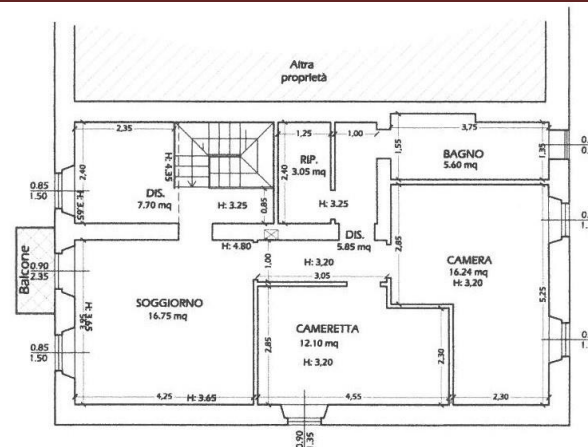 Altra
proprietà
2,35
1,25
1,00
3,75
H: 4.35
RIP.
3.05 mq
1,55
BAGNO
5.60 mq
1,35
2,40
DIS.
7.70 mq
H: 3.65
H: 3.25
0,85
2,40
H: 3.25
0.85
1.50
DIS.
5.85 mq
H: 4.80
1,00
H: 3,20
3,05
2,85
CAMERA
16.24 mq
H: 3,20
5,25
Balcone
0.90
2.35
SOGGIORNO
16.75 mq
3,95
H: 3.65
CAMERETTA
12.10 mq
H: 3,20
2,85
2,30
0.85
1.50
4,25
H: 3.65
4,55
2,30
0.90
1.35